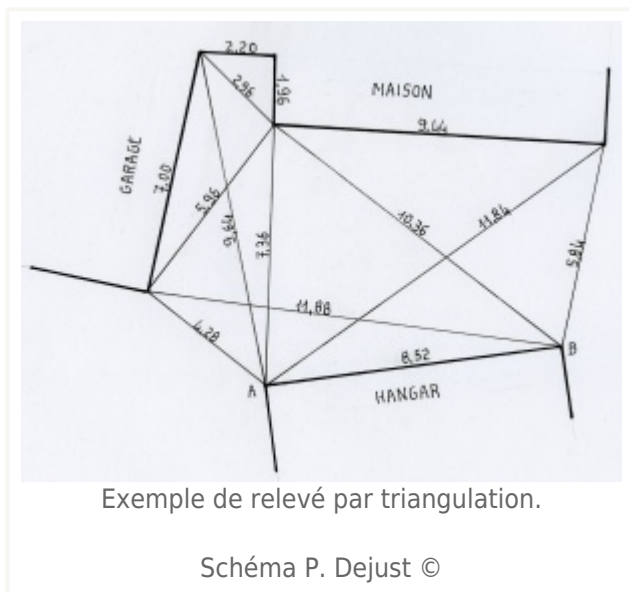 2,20
2,96
1,96
MAISON
9,44
GARAGE
7,00
5,96
9,64
7,36
10,36
11,84
5,84
11,88
4,28
8,52
A
B
HANGAR
Exemple de relevé par triangulation.
Schéma P. Dejust ©